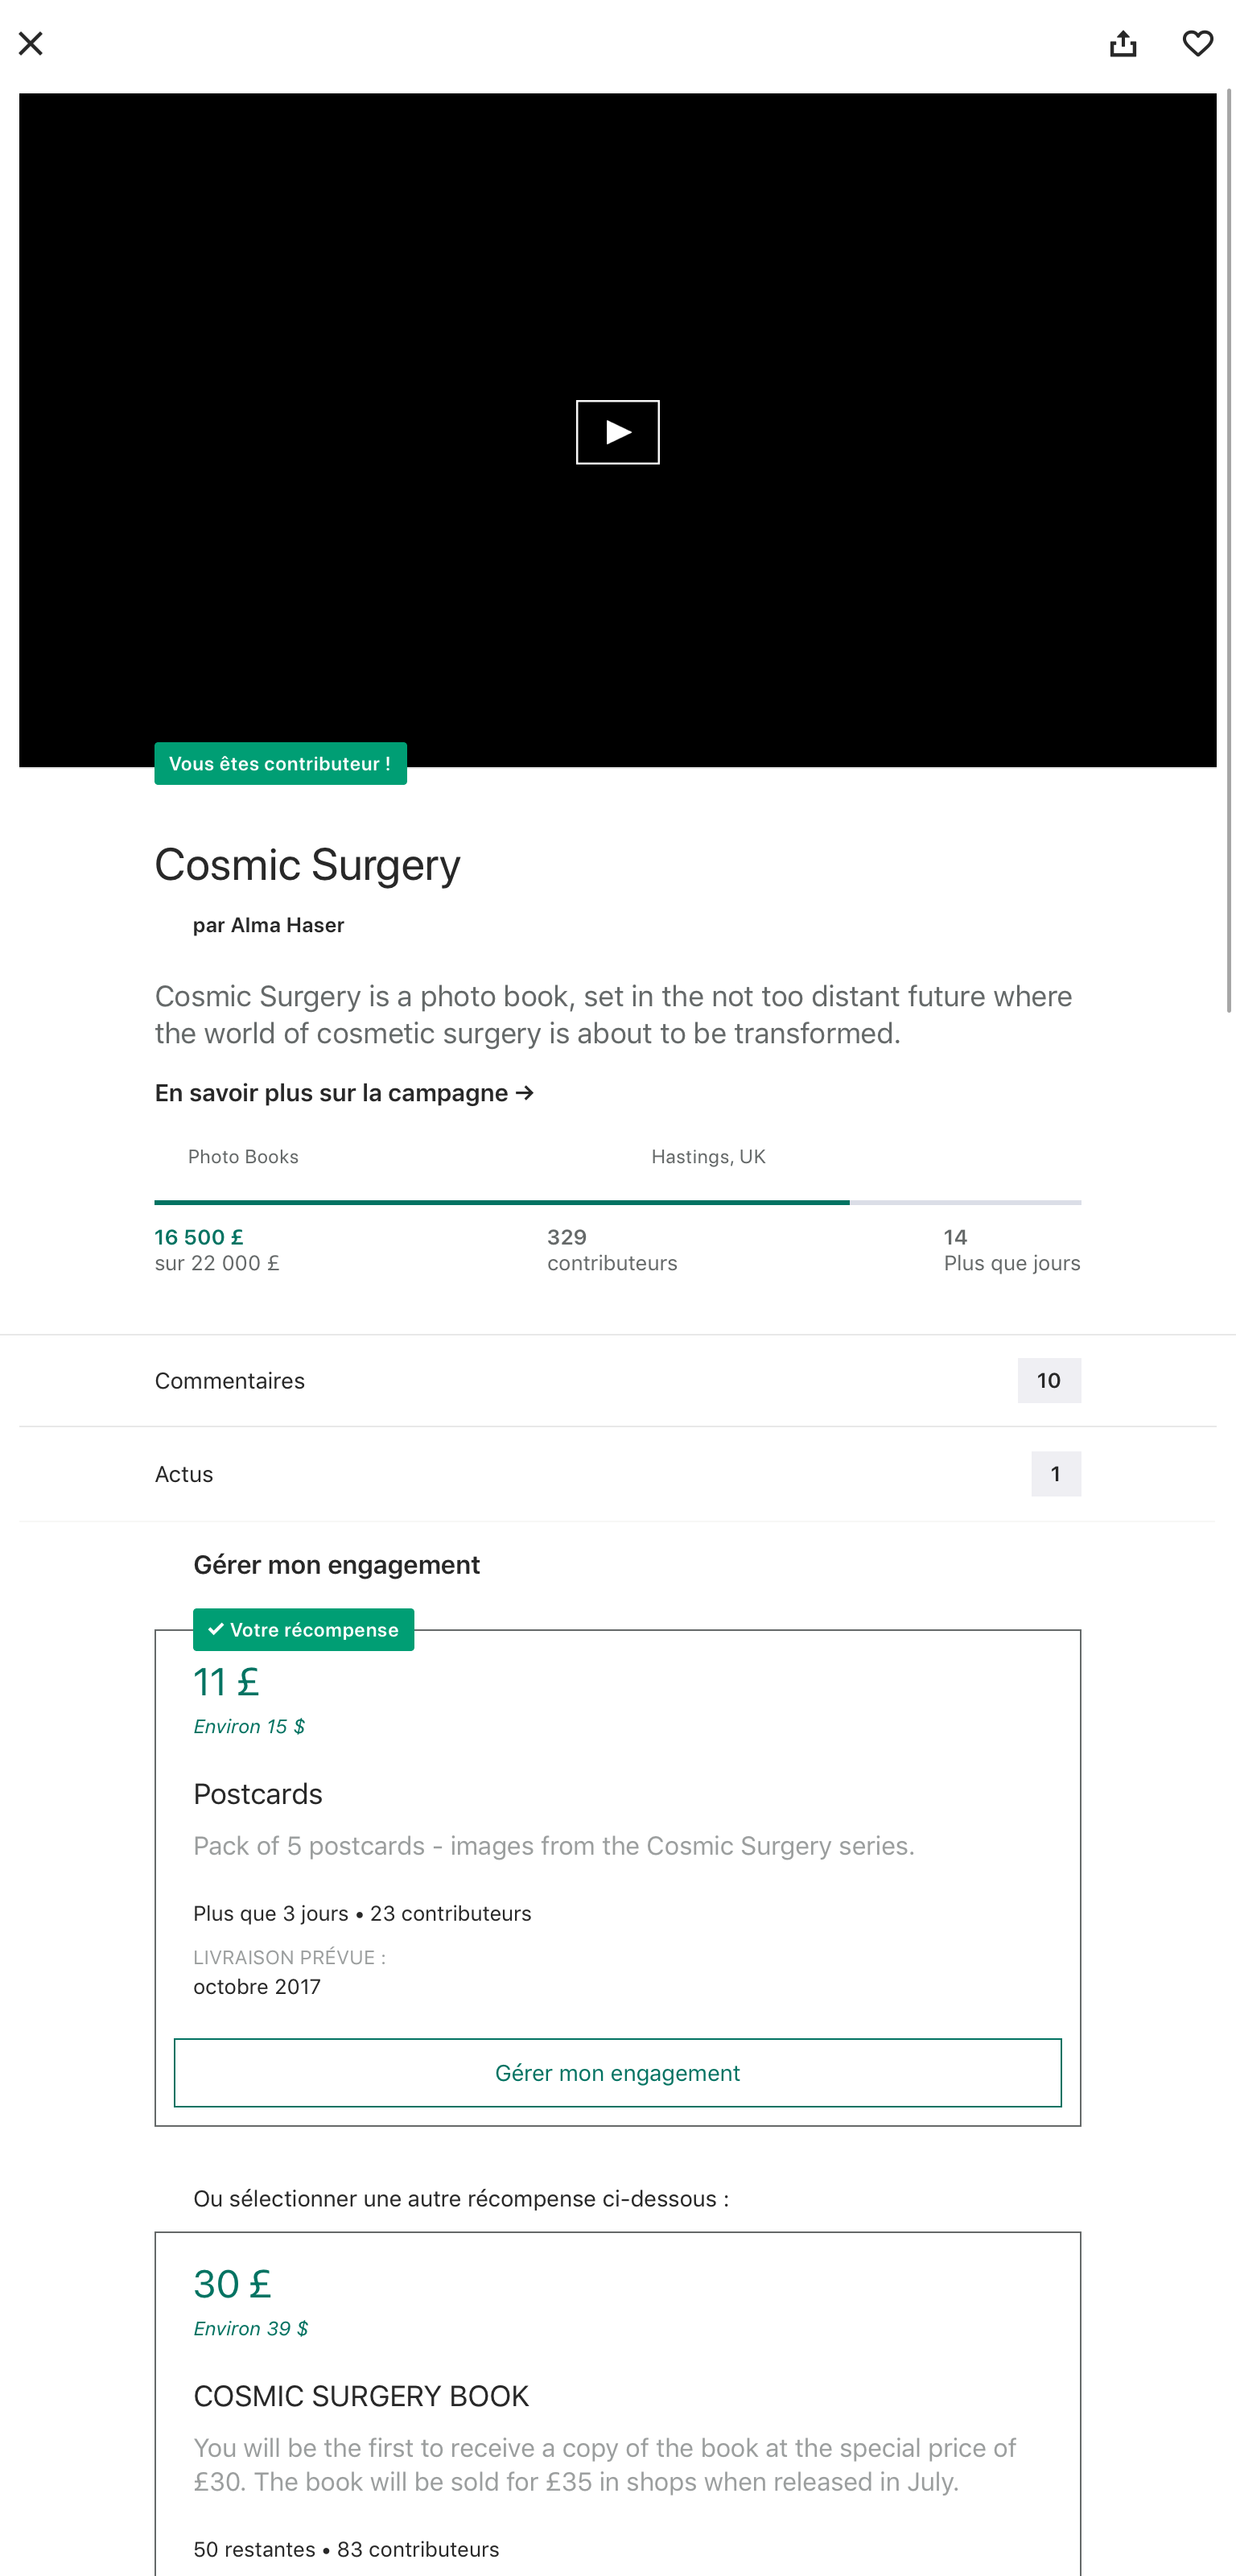 Vous êtes contributeur !
Cosmic Surgery
par Alma Haser
Cosmic Surgery is a photo book, set in the not too distant future where
the world of cosmetic surgery is about to be transformed.
En savoir plus sur la campagne →
Photo Books
Hastings, UK
16 500 £
sur 22 000 £
329
contributeurs
14
Plus que jours
Commentaires
10
Actus
1
Gérer mon engagement
✓ Votre récompense
11 £
Environ 15 $
Postcards
Pack of 5 postcards - images from the Cosmic Surgery series.
Plus que 3 jours • 23 contributeurs
LIVRAISON PRÉVUE :
octobre 2017
Gérer mon engagement
Ou sélectionner une autre récompense ci-dessous :
30 £
Environ 39 $
COSMIC SURGERY BOOK
You will be the first to receive a copy of the book at the special price of
£30. The book will be sold for £35 in shops when released in July.
50 restantes • 83 contributeurs